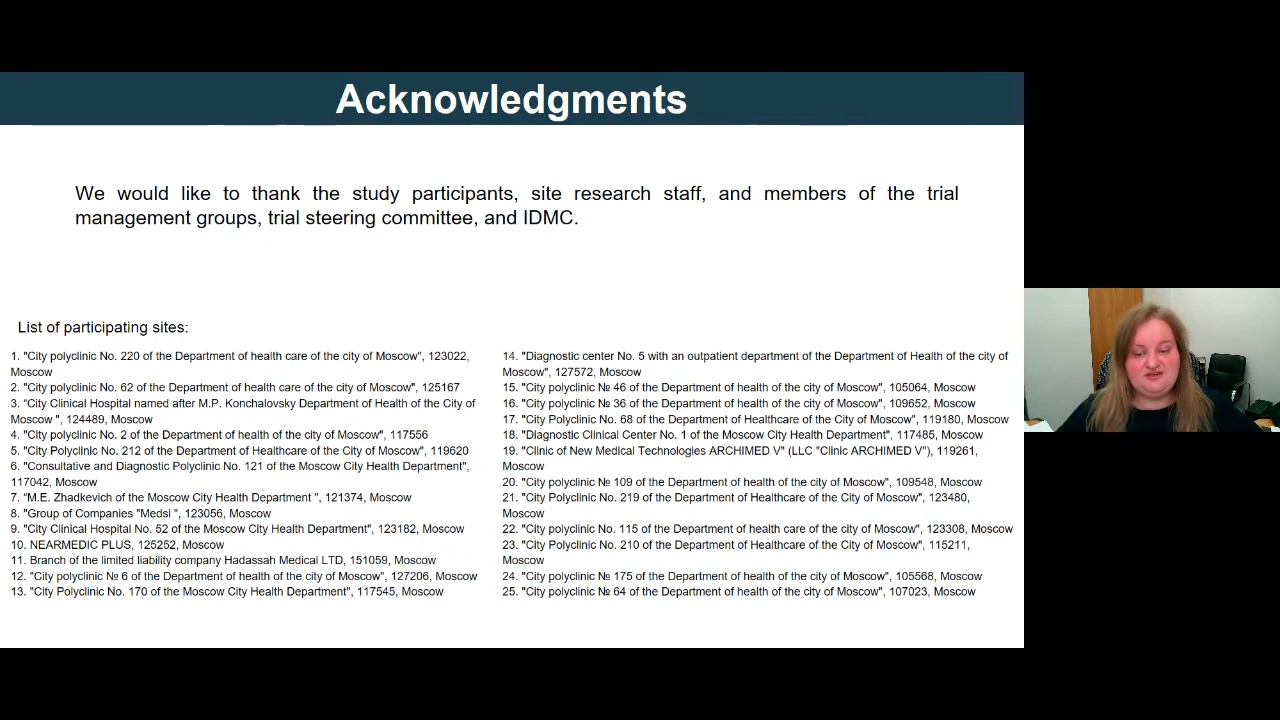 Acknowledgments
We would like to thank the study participants, site research staff, and members of the trial
management groups, trial steering committee, and IDMC.
List of participating sites:
1. "City polyclinic No. 220 of the Department of health care of the city of Moscow", 123022,
Moscow
2. "City polyclinic No. 62 of the Department of health care of the city of Moscow", 125167
3. "City Clinical Hospital named after M.P. Konchalovsky Department of Health of the City of
Moscow ", 124489, Moscow
4. "City polyclinic No. 2 of the Department of health of the city of Moscow", 117556
5. "City Polyclinic No. 212 of the Department of Healthcare of the City of Moscow", 119620
6. "Consultative and Diagnostic Polyclinic No. 121 of the Moscow City Health Department",
117042, Moscow
7. "M.E. Zhadkevich of the Moscow City Health Department ", 121374, Moscow
8. "Group of Companies "Medsi ", 123056, Moscow
9. "City Clinical Hospital No. 52 of the Moscow City Health Department", 123182, Moscow
10. NEARMEDIC PLUS, 125252, Moscow
11. Branch of the limited liability company Hadassah Medical LTD, 151059, Moscow
12. "City polyclinic № 6 of the Department of health of the city of Moscow", 127206, Moscow
13. "City Polyclinic No. 170 of the Moscow City Health Department", 117545, Moscow
14. "Diagnostic center No. 5 with an outpatient department of the Department of Health of the city of
Moscow", 127572, Moscow
15. "City polyclinic № 46 of the Department of health of the city of Moscow", 105064, Moscow
16. "City polyclinic № 36 of the Department of health of the city of Moscow", 109652, Moscow
17. "City Polyclinic No. 68 of the Department of Healthcare of the City of Moscow", 119180, Moscow
18. "Diagnostic Clinical Center No. 1 of the Moscow City Health Department", 117485, Moscow
19. "Clinic of New Medical Technologies ARCHIMED V" (LLC "Clinic ARCHIMED V"), 119261,
Moscow
20. "City polyclinic № 109 of the Department of health of the city of Moscow", 109548, Moscow
21. "City Polyclinic No. 219 of the Department of Healthcare of the City of Moscow", 123480,
Moscow
22. "City polyclinic No. 115 of the Department of health care of the city of Moscow", 123308, Moscow
23. "City Polyclinic No. 210 of the Department of Healthcare of the City of Moscow", 115211,
Moscow
24. "City polyclinic № 175 of the Department of health of the city of Moscow", 105568, Moscow
25. "City polyclinic № 64 of the Department of health of the city of Moscow", 107023, Moscow